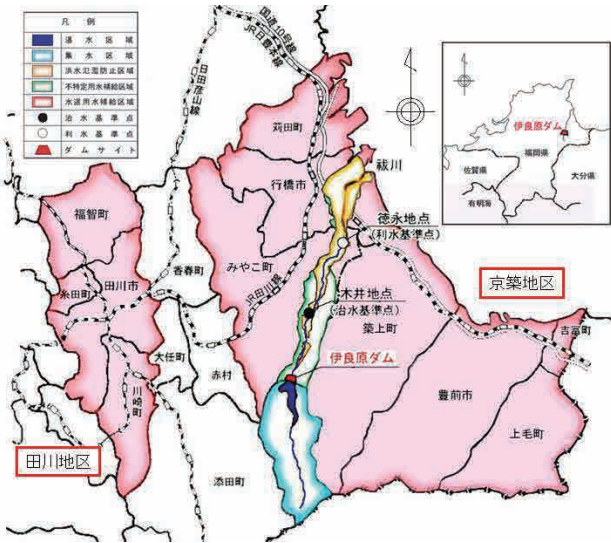 凡例
湛水区域
集水区域
洪水氾濫防止区域
不特定用水補給区域
水道用水補給区域
治水基準点
利水基準点
ダムサイト
国道10号線
JR日豊本線
日田彦山線
苅田町
行橋市
祓川
徳永地点
(利水基準点)
みやこ町
JR田川線
木井地点
(治水基準点)
築上町
京築地区
吉富町
伊良原ダム
豊前市
上毛町
福智町
糸田町
田川市
香春町
大任町
赤村
川崎町
田川地区
添田町
伊良原ダム
福岡県
佐賀県
大分県
有明海